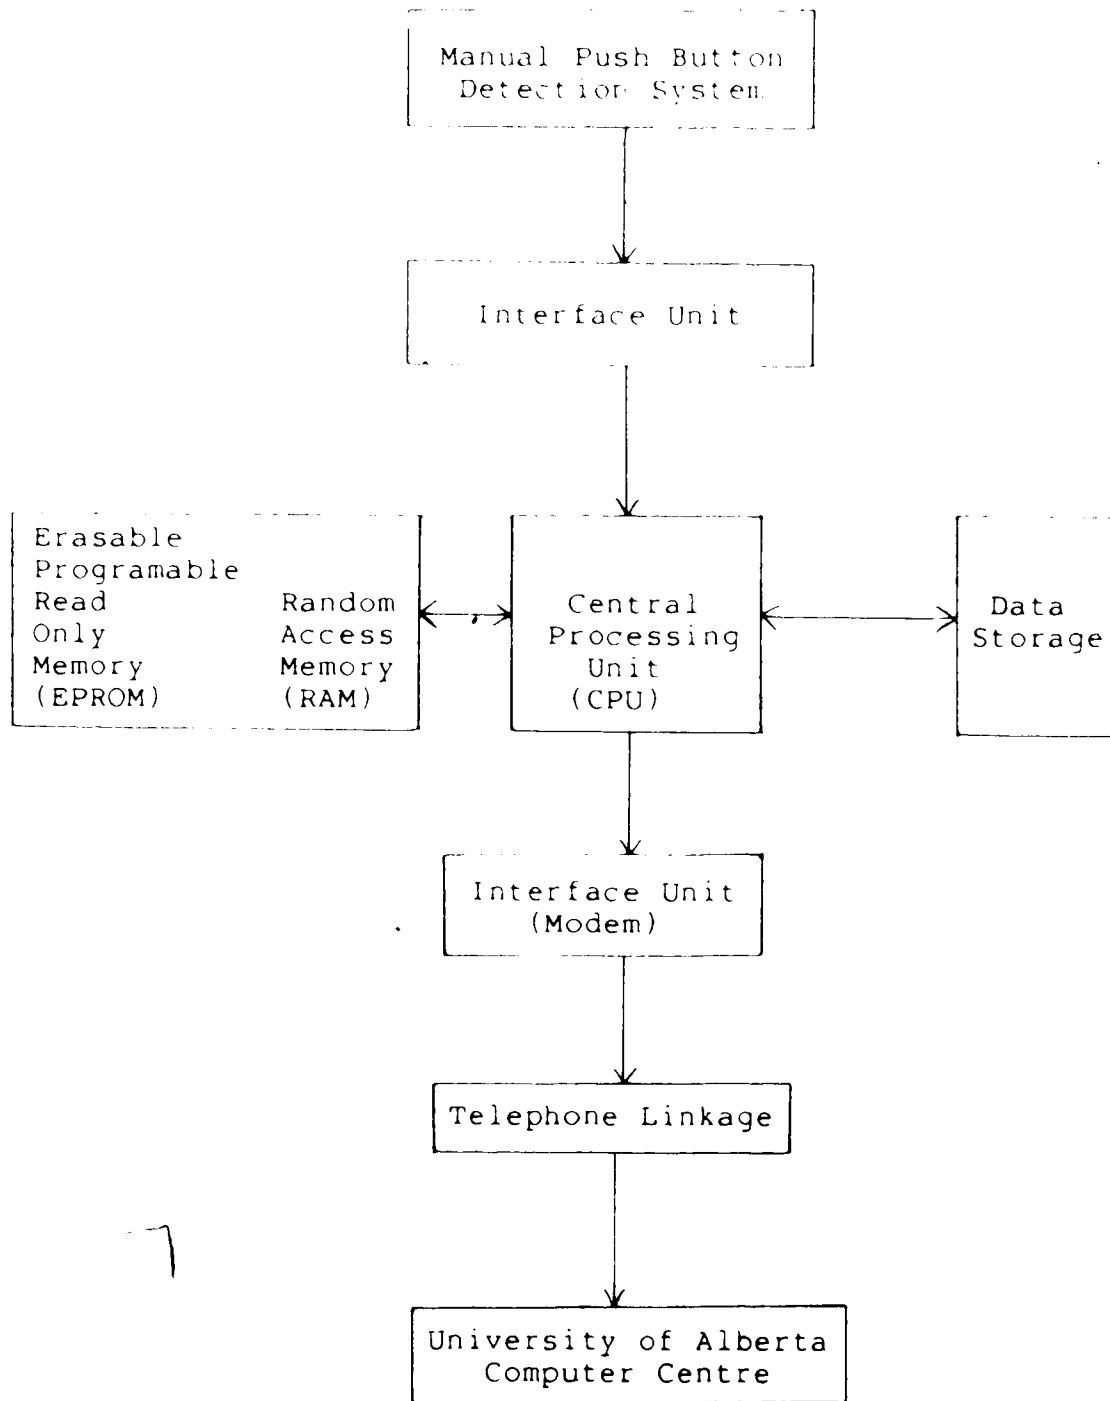 Manual Push Button
Detection System
Interface Unit
Erasable
Programable
Read
Only
Memory
(EPROM)
Random
Access
Memory
(RAM)
Central
Processing
Unit
(CPU)
Data
Storage
Interface Unit
(Modem)
Telephone Linkage
University of Alberta
Computer Centre